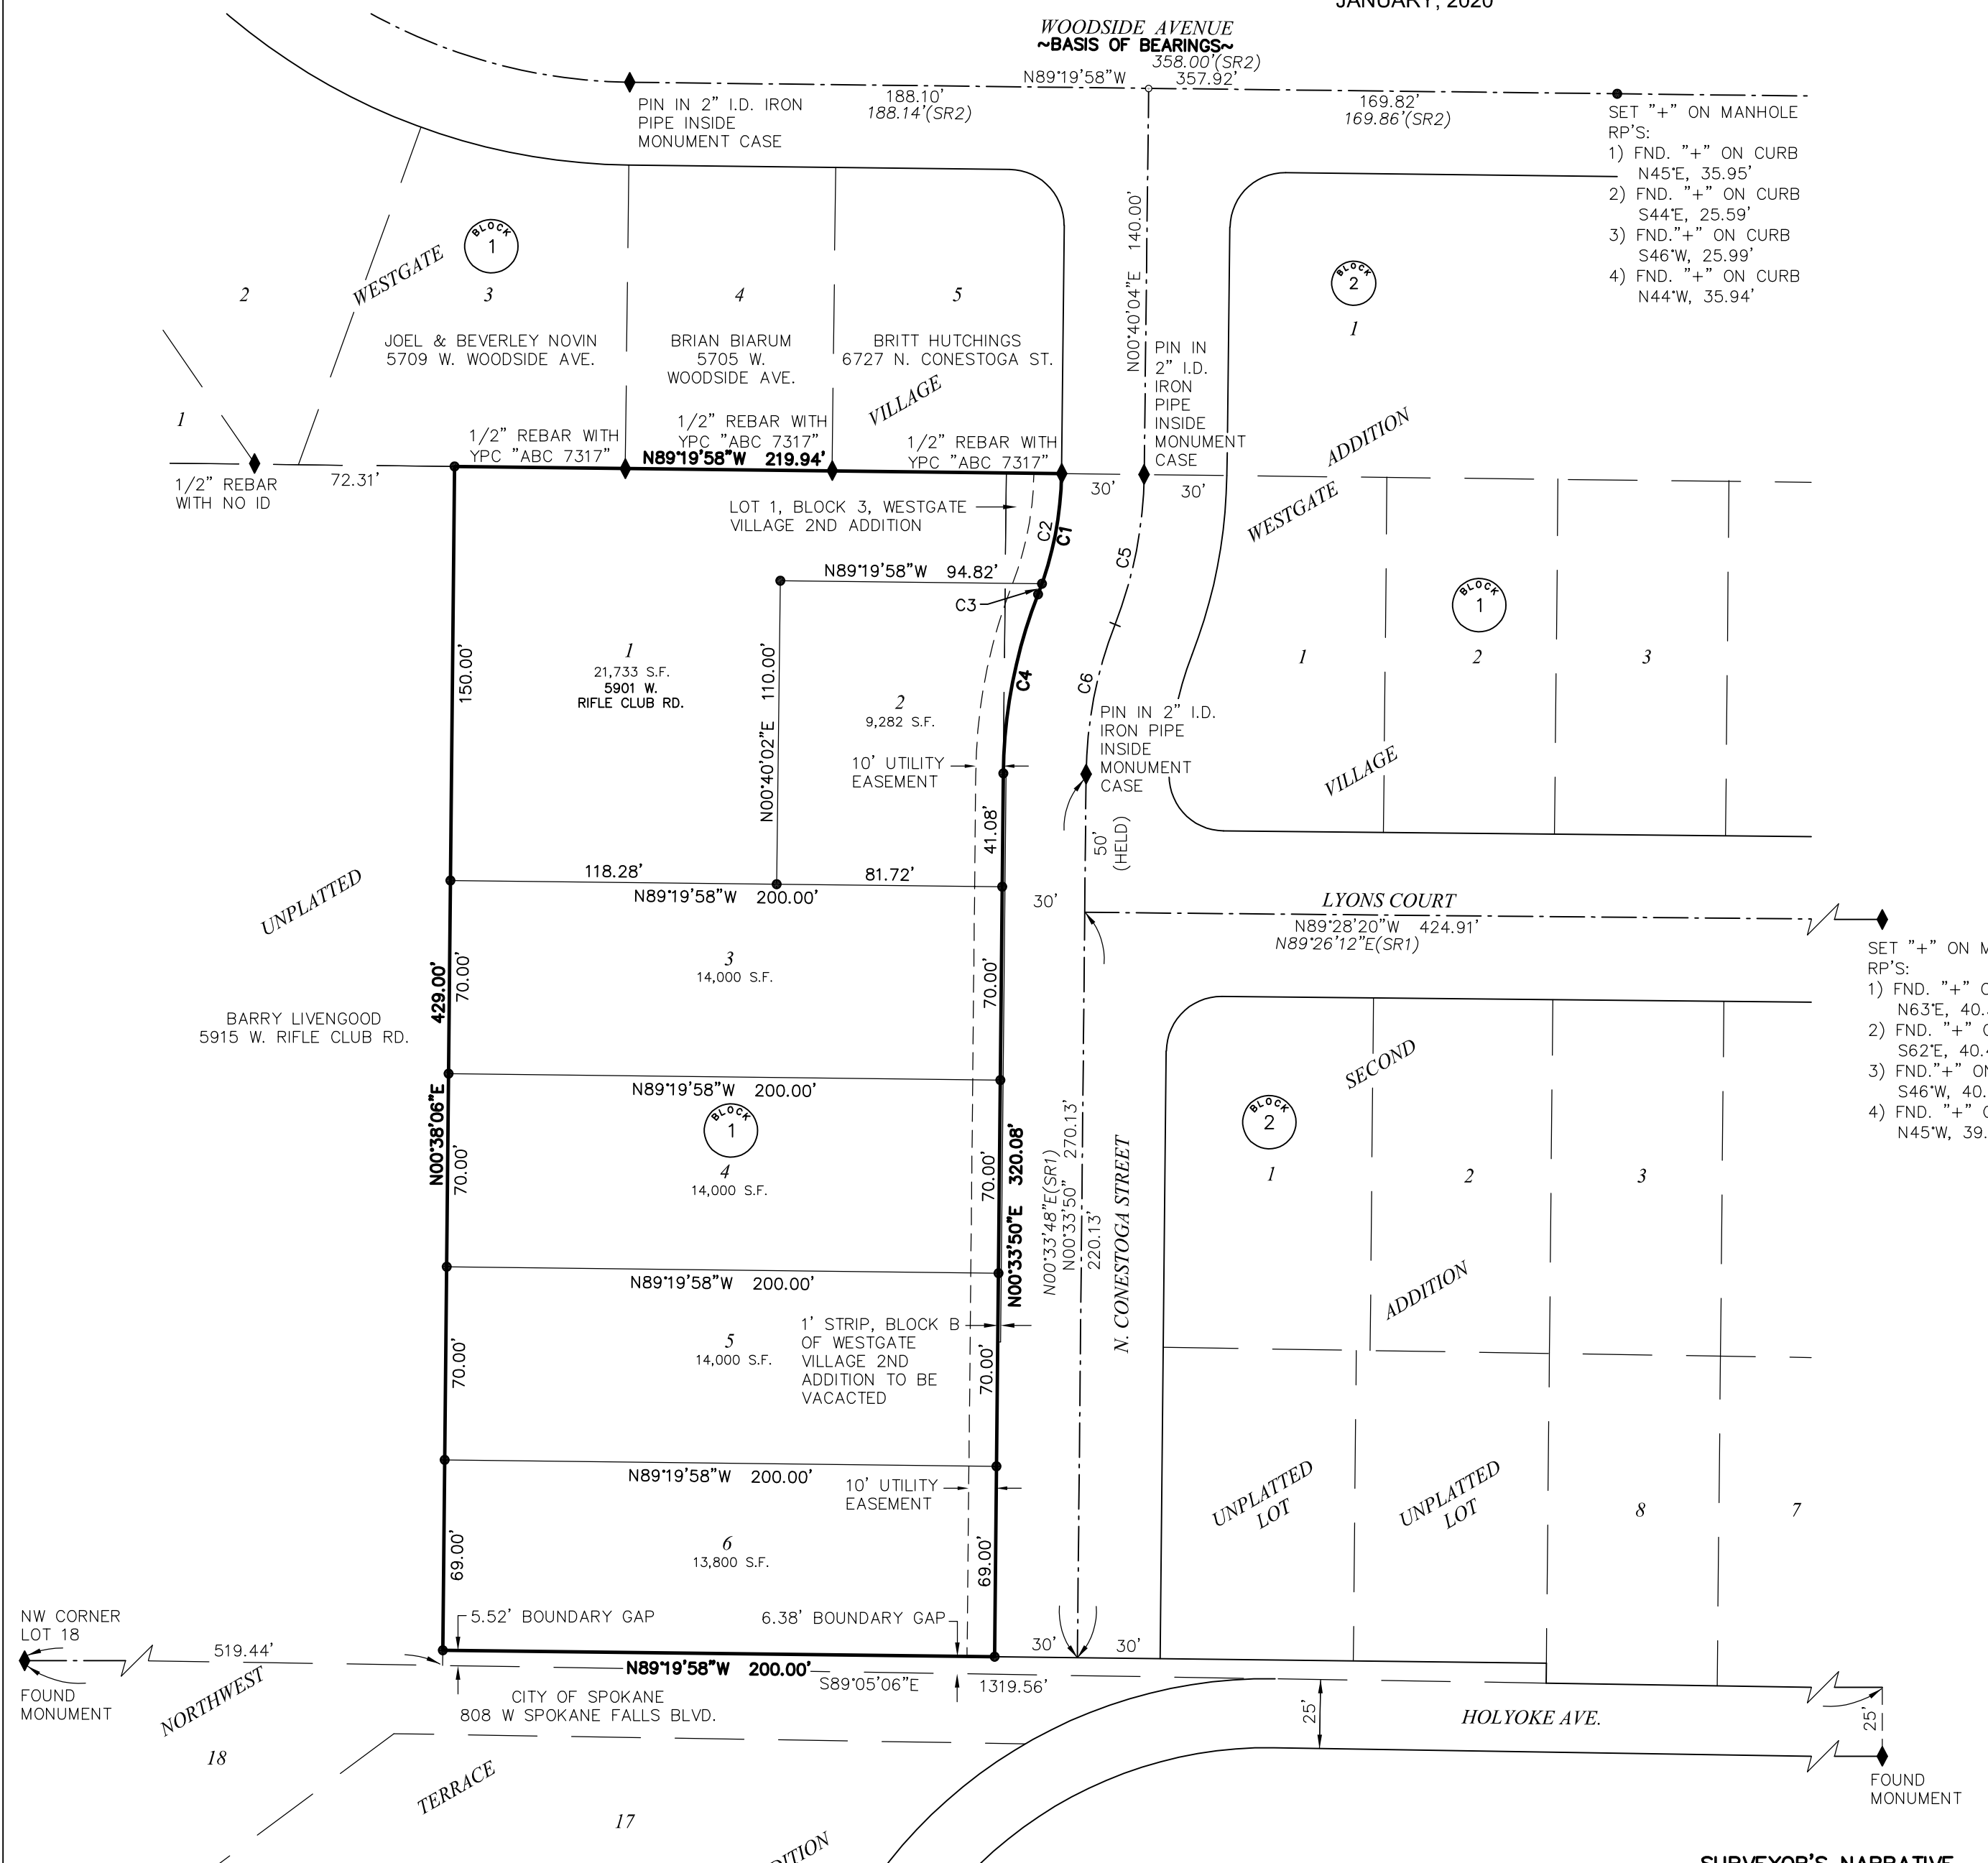 JANUARY, 2020
WOODSIDE AVENUE
~BASIS OF BEARINGS~
358.00'(SR2)
N89°19'58"W 357.92'
188.10'
188.14'(SR2)
169.82'
169.86'(SR2)
PIN IN 2" I.D. IRON
PIPE INSIDE
MONUMENT CASE
SET "+" ON MANHOLE
RP'S:
1) FND. "+" ON CURB
N45°E, 35.95'
2) FND. "+" ON CURB
S44°E, 25.59'
3) FND."+" ON CURB
S46°W, 25.99'
4) FND. "+" ON CURB
N44°W, 35.94'
BLOCK
1
WESTGATE
2
3
4
5
JOEL & BEVERLEY NOVIN
5709 W. WOODSIDE AVE.
BRIAN BIARUM
5705 W.
WOODSIDE AVE.
BRITT HUTCHINGS
6727 N. CONESTOGA ST.
VILLAGE
N00°40'04"E 140.00'
PIN IN
2" I.D.
IRON
PIPE
INSIDE
MONUMENT
CASE
BLOCK
2
1
ADDITION
1
1/2" REBAR
WITH NO ID
72.31'
1/2" REBAR WITH
YPC "ABC 7317"
1/2" REBAR WITH
YPC "ABC 7317"
1/2" REBAR WITH
YPC "ABC 7317"
N89°19'58"W 219.94'
30'
30'
LOT 1, BLOCK 3, WESTGATE
VILLAGE 2ND ADDITION
C2
C1
C5
N89°19'58"W 94.82'
C3
C4
C6
WESTGATE
BLOCK
1
1
2
3
VILLAGE
150.00'
1
21,733 S.F.
5901 W.
RIFLE CLUB RD.
N00°40'02"E 110.00'
2
9,282 S.F.
10' UTILITY
EASEMENT
PIN IN 2" I.D.
IRON PIPE
INSIDE
MONUMENT
CASE
41.08'
50'
(HELD)
118.28'
81.72'
N89°19'58"W 200.00'
30'
UNPLATTED
LYONS COURT
N89°28'20"W 424.91'
N89°26'12"E(SR1)
SET "+" ON M
RP'S:
1) FND. "+" O
N63°E, 40.
2) FND. "+" O
S62°E, 40.4
3) FND."+" ON
S46°W, 40.
4) FND. "+" O
N45°W, 39.
3
14,000 S.F.
70.00'
70.00'
429.00'
N00°38'06"E
BARRY LIVENGOOD
5915 W. RIFLE CLUB RD.
N89°19'58"W 200.00'
BLOCK
1
4
14,000 S.F.
70.00'
70.00'
N00°33'50"E 320.08'
N00°33'48"E(SR1)
N00°33'50" 270.13'
220.13'
N. CONESTOGA STREET
SECOND
BLOCK
2
1
2
3
ADDITION
N89°19'58"W 200.00'
5
14,000 S.F.
70.00'
70.00'
1' STRIP, BLOCK B
OF WESTGATE
VILLAGE 2ND
ADDITION TO BE
VACACTED
N89°19'58"W 200.00'
10' UTILITY
EASEMENT
6
13,800 S.F.
69.00'
69.00'
UNPLATTED
LOT
UNPLATTED
LOT
8
7
NW CORNER
LOT 18
519.44'
FOUND
MONUMENT
5.52' BOUNDARY GAP
6.38' BOUNDARY GAP
30'
30'
N89°19'58"W 200.00'
S89°05'06"E
1319.56'
CITY OF SPOKANE
808 W SPOKANE FALLS BLVD.
NORTHWEST
18
TERRACE
17
DITION
25'
HOLYOKE AVE.
25'
FOUND
MONUMENT
SURVEYOR'S NARRATIVE